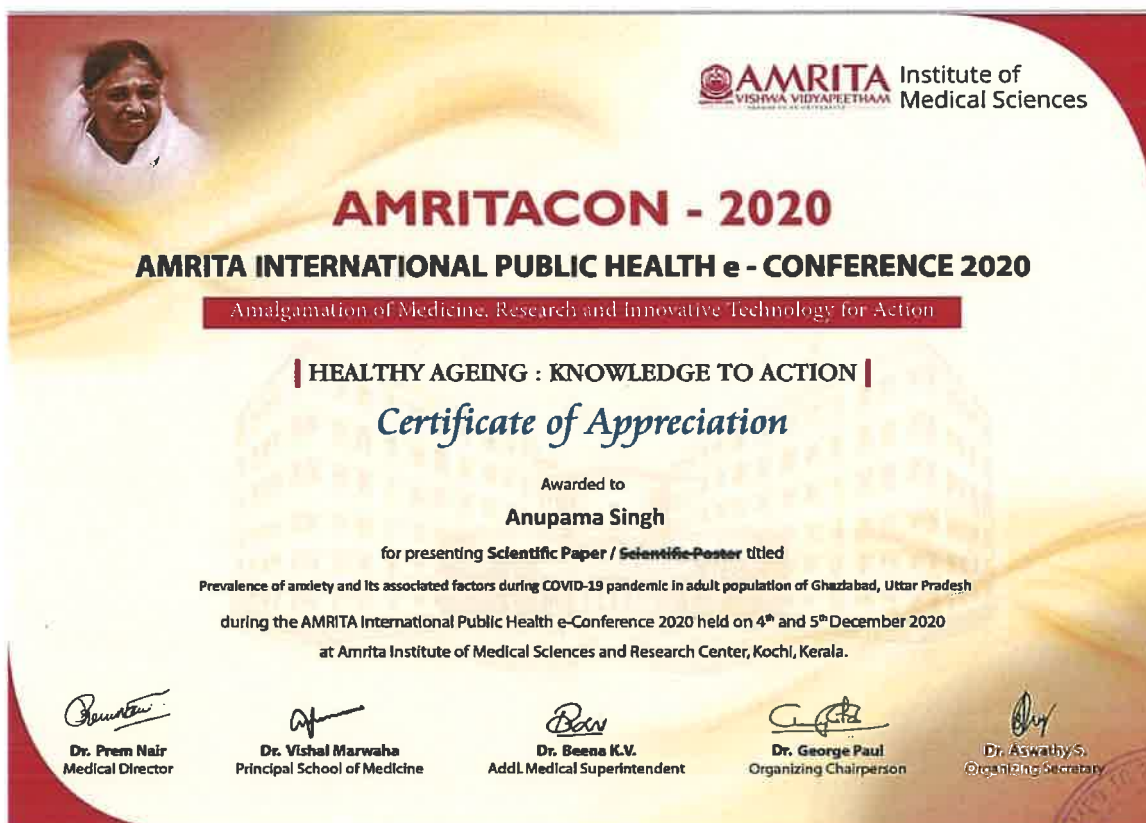 AMRITA
VISHWA VIDYAPEETHAM
Institute of
Medical Sciences
AMRITACON - 2020
AMRITA INTERNATIONAL PUBLIC HEALTH e - CONFERENCE 2020
Amalgamation of Medicine, Research and Innovative Technology for Action
HEALTHY AGEING : KNOWLEDGE TO ACTION
Certificate of Appreciation
Awarded to
Anupama Singh
for presenting Scientific Paper / Scientific Poster titled
Prevalence of anxiety and its associated factors during COVID-19 pandemic in adult population of Ghaziabad, Uttar Pradesh
during the AMRITA International Public Health e-Conference 2020 held on 4th and 5th December 2020
at Amrita Institute of Medical Sciences and Research Center, Kochi, Kerala.
Dr. Prem Nair
Medical Director
Dr. Vishal Marwaha
Principal School of Medicine
Dr. Beena K.V.
Addl. Medical Superintendent
Dr. George Paul
Organizing Chairperson
Dr. Aswathy S.
Organizing Secretary